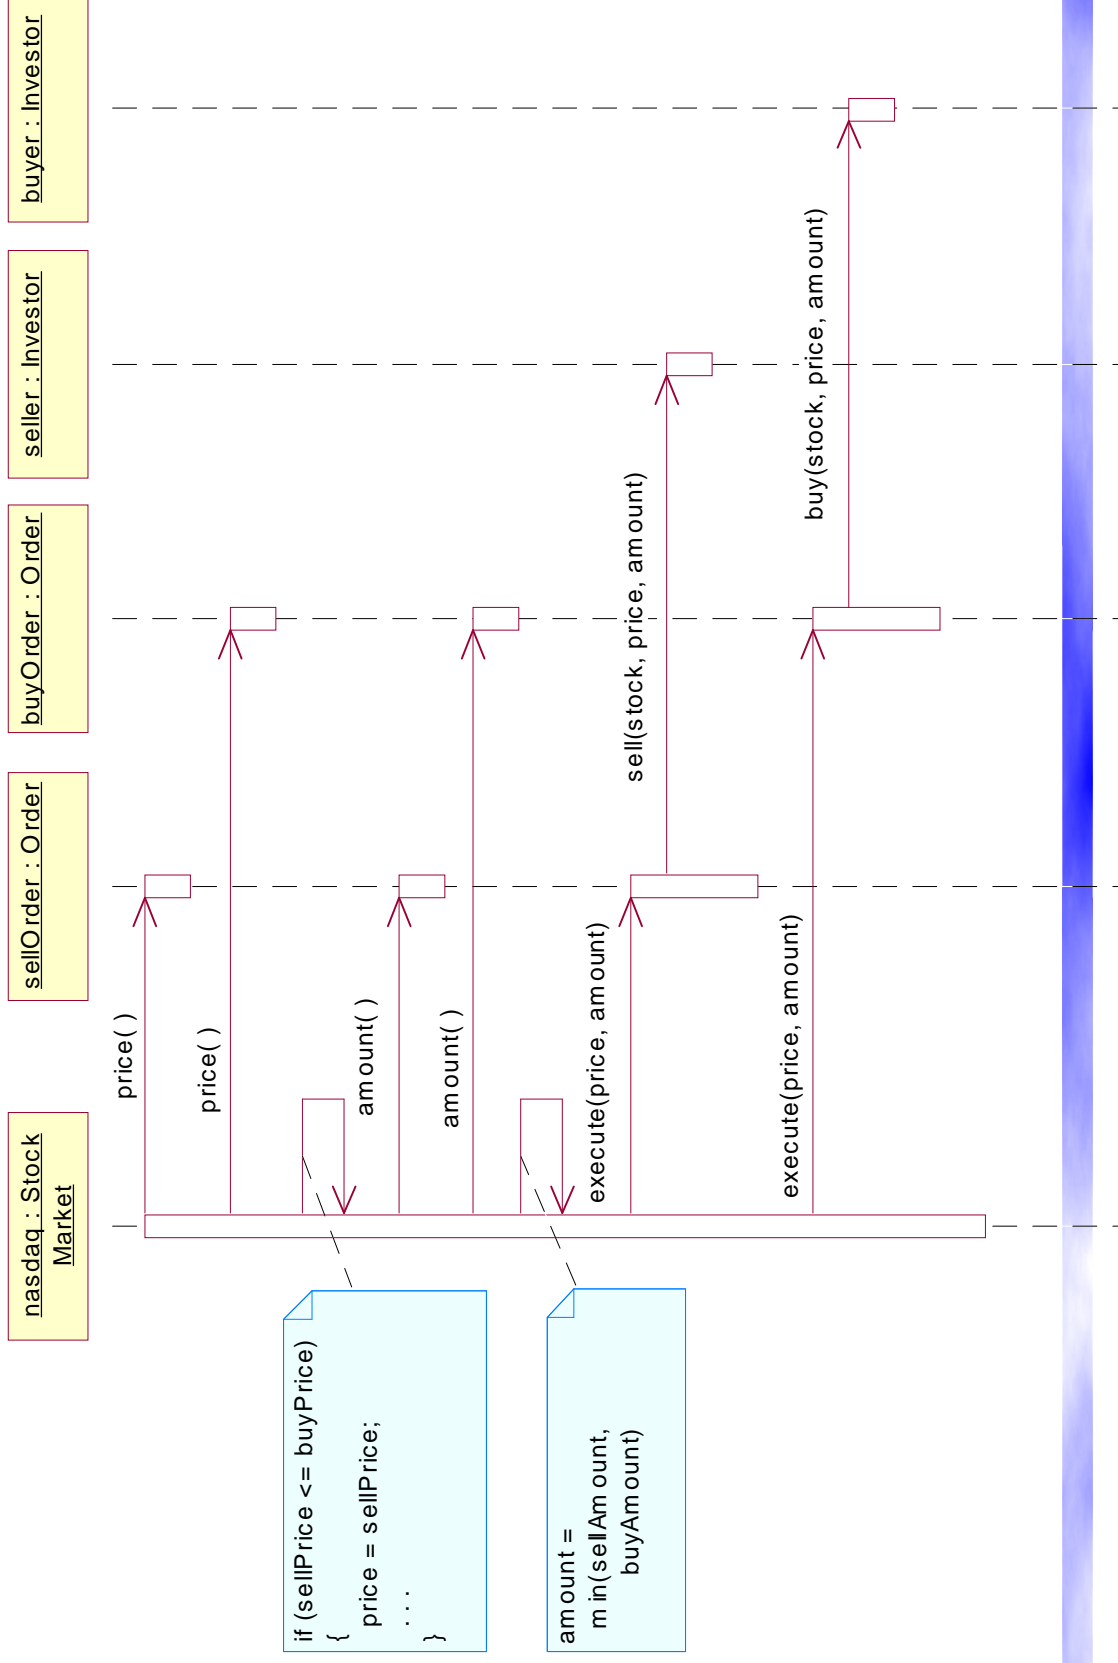 nasdaq : Stock
Market
sellOrder : Order
buyOrder : Order
seller : Investor
buyer : Investor
price( )
price( )
if (sellPrice <= buyPrice)
{
price = sellPrice;
. . .
}
amount( )
amount( )
amount =
min(sellAmount,
buyAmount)
execute(price, amount)
sell(stock, price, amount)
execute(price, amount)
buy(stock, price, amount)